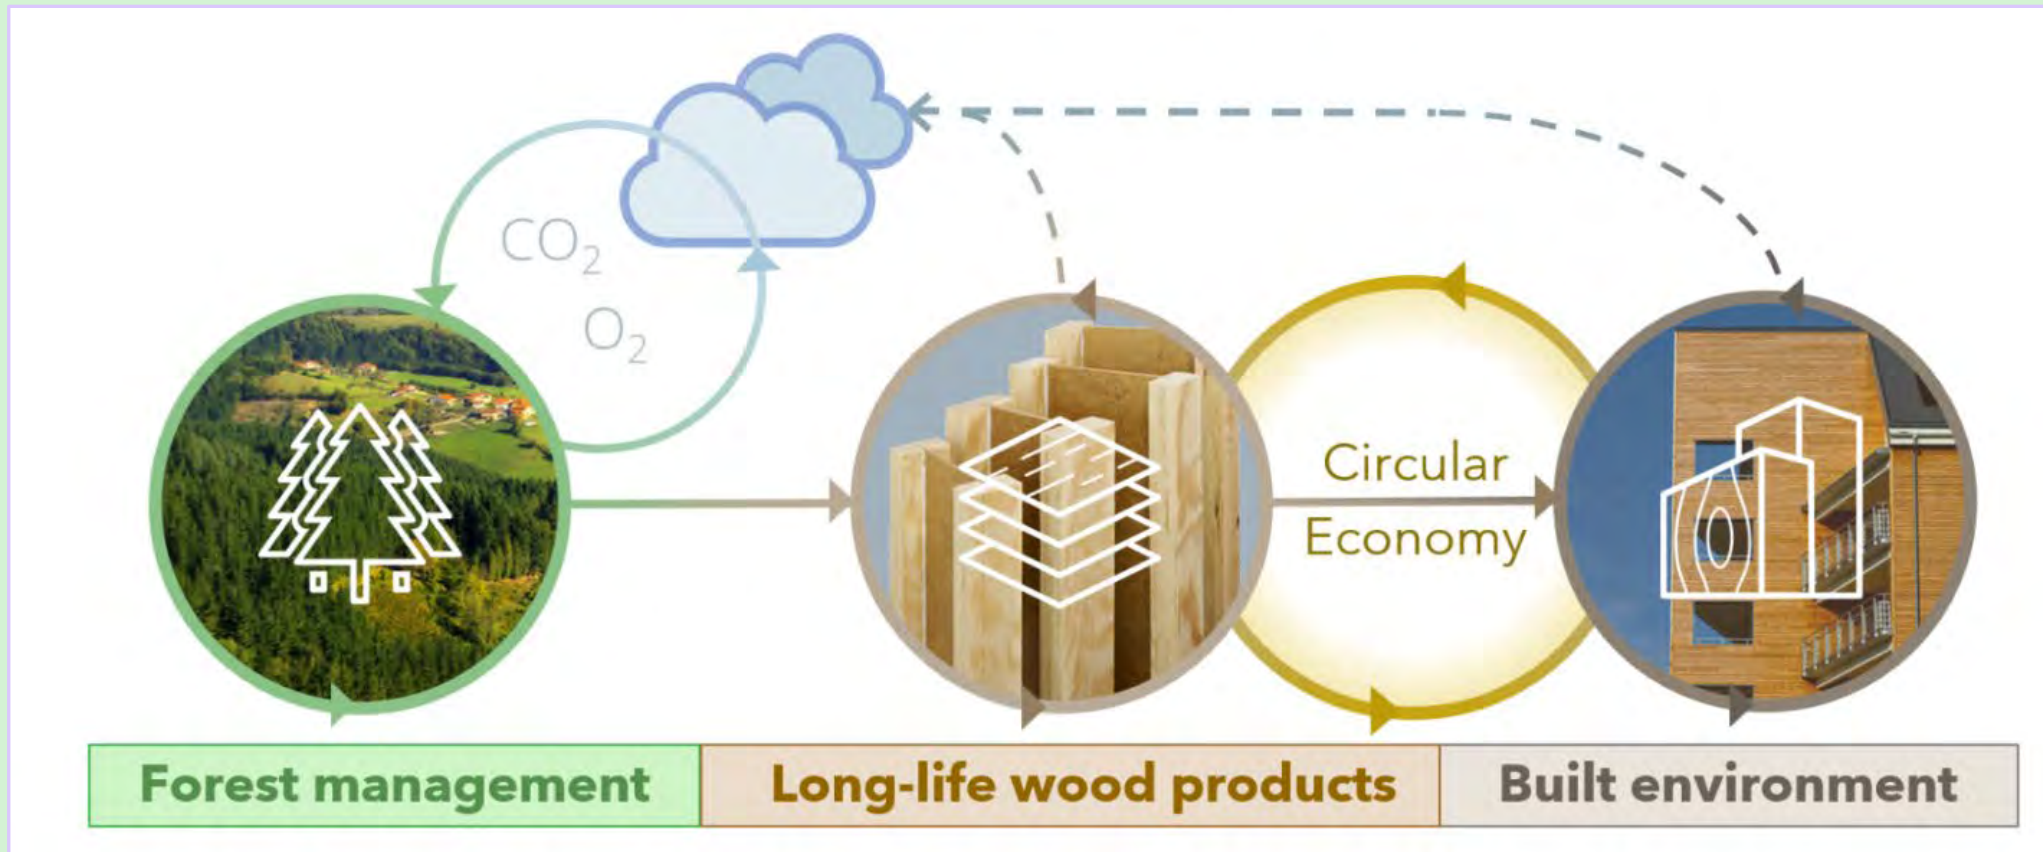 CO₂
O₂
Circular
Economy
Forest management
Long-life wood products
Built environment